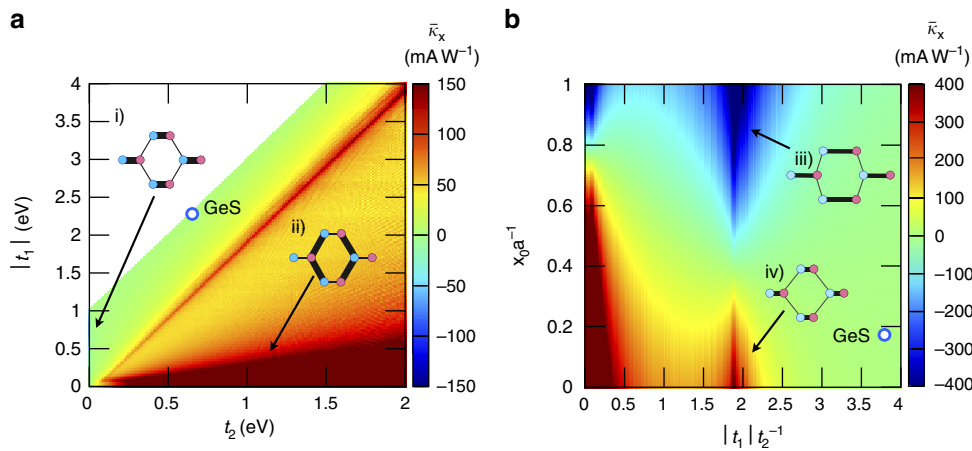 a
κ̄x
(mA W−1)
4
3.5
3
2.5
2
1.5
1
0.5
0
|t1| (eV)
i)
GeS
ii)
0
0.5
1
1.5
2
t2 (eV)
150
100
50
0
−50
−100
−150
b
κ̄x
(mA W−1)
1
0.8
0.6
0.4
0.2
0
x0a−1
iii)
iv)
GeS
0
0.5
1
1.5
2
2.5
3
3.5
4
|t1| t2−1
400
300
200
100
0
−100
−200
−300
−400